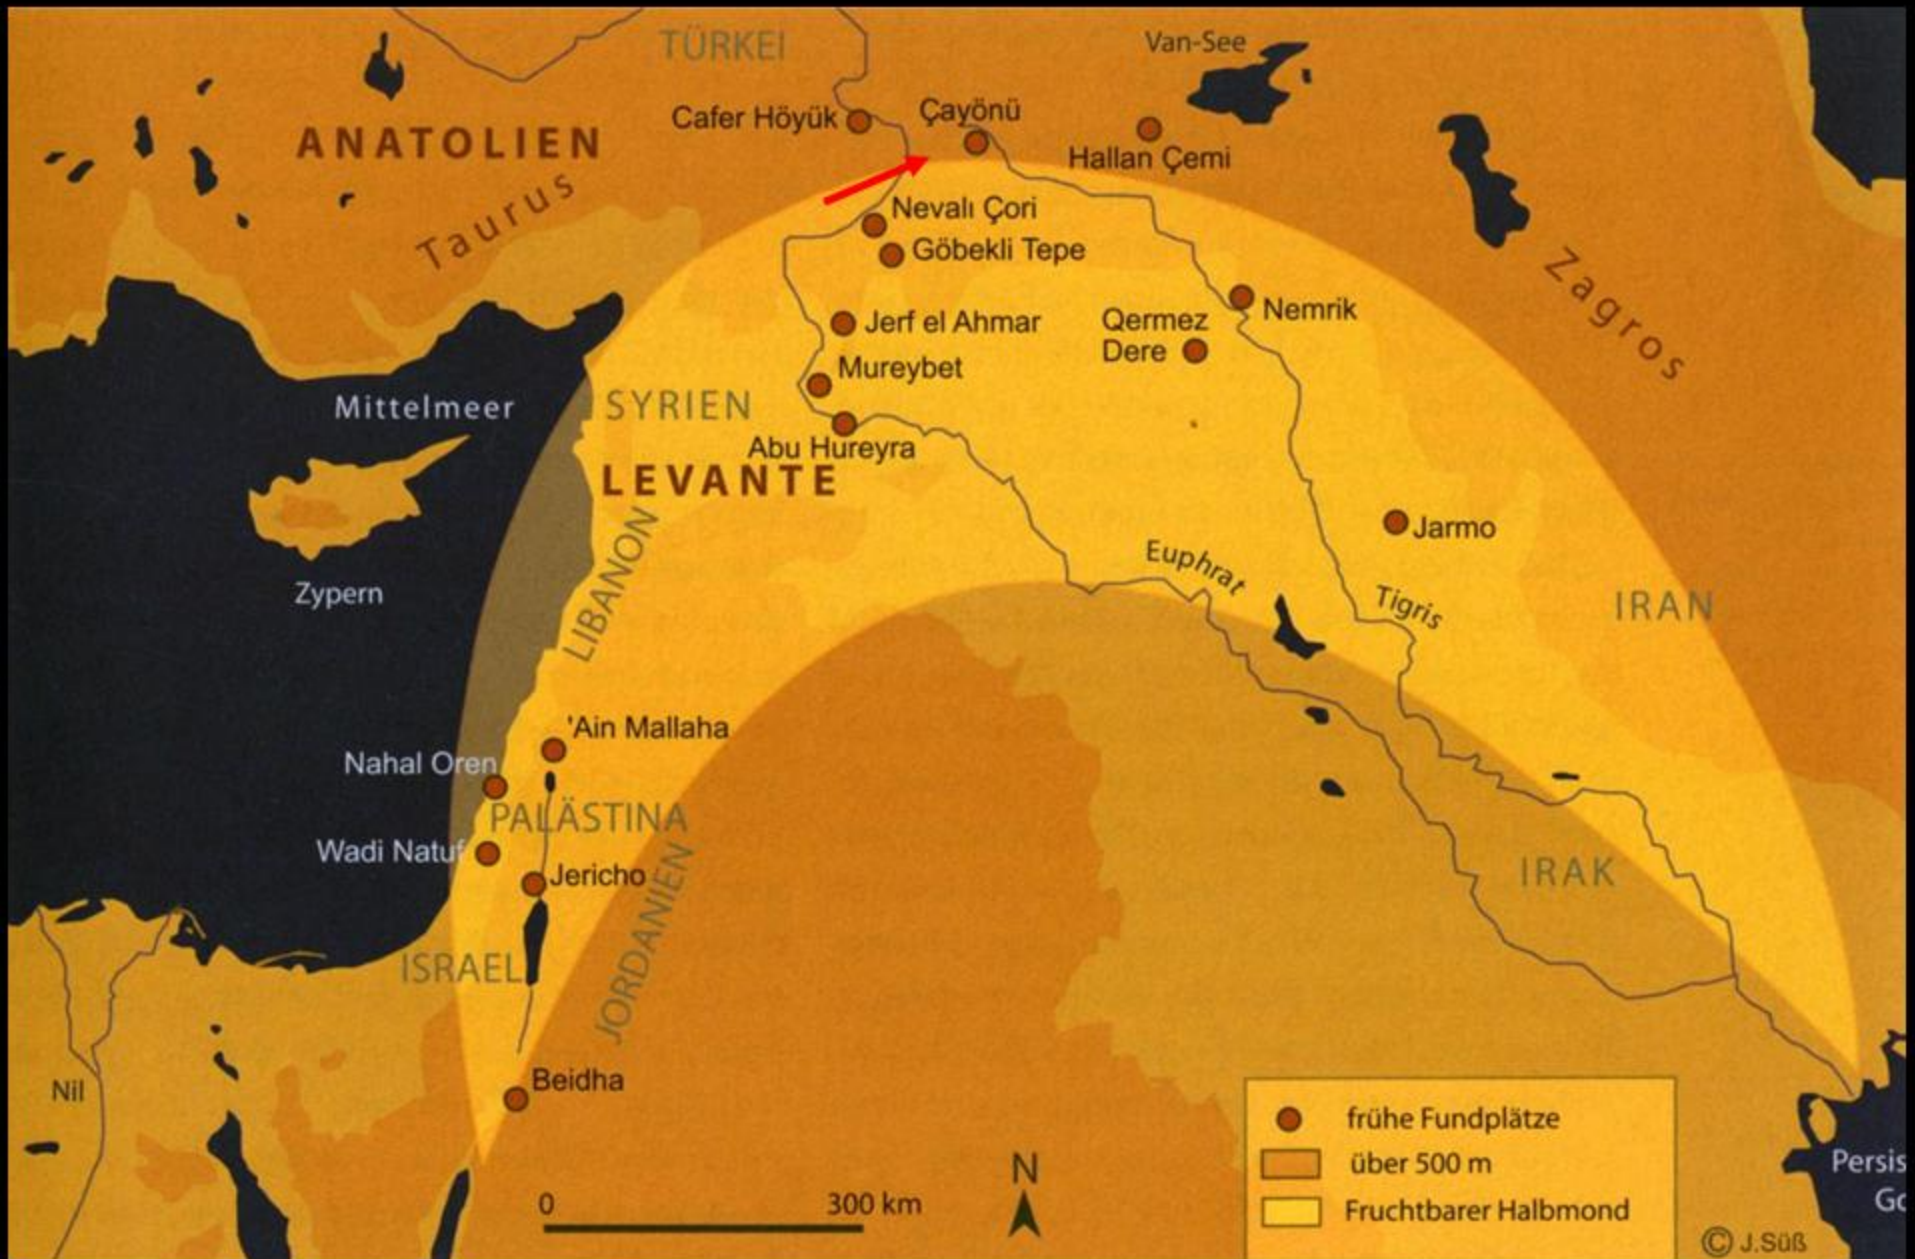 TÜRKEI
Van-See
Cafer Höyük
Çayönü
ANATOLIEN
Hallan Çemi
Taurus
Nevalı Çori
Göbekli Tepe
Zagros
Jerf el Ahmar
Qermez
Dere
Nemrik
Mureybet
Mittelmeer
SYRIEN
Abu Hureyra
LEVANTE
Jarmo
Euphrat
LIBANON
Zypern
Tigris
IRAN
'Ain Mallaha
Nahal Oren
PALÄSTINA
Wadi Natuf
Jericho
IRAK
JORDANIEN
ISRAEL
Nil
Beidha
frühe Fundplätze
über 500 m
Fruchtbarer Halbmond
N
0 300 km
Persis
Go
© J.Süß